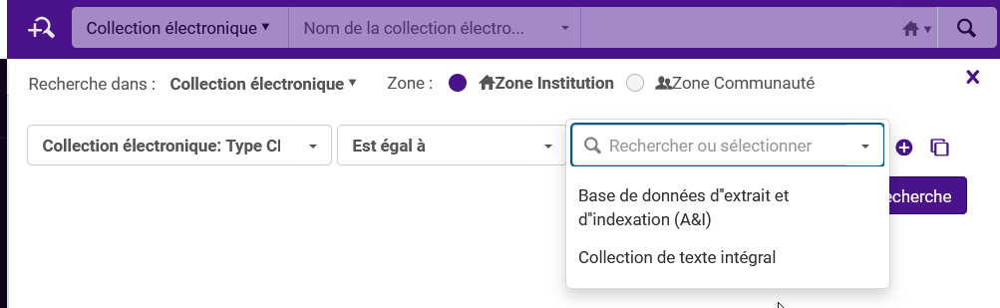 Collection électronique Nom de la collection électro...
Recherche dans : Collection électronique Zone : Zone Institution Zone Communauté
Collection électronique: Type Cl Est égal à Rechercher ou sélectionner
Base de données d"extrait et
d"indexation (A&I)
echerche
Collection de texte intégral